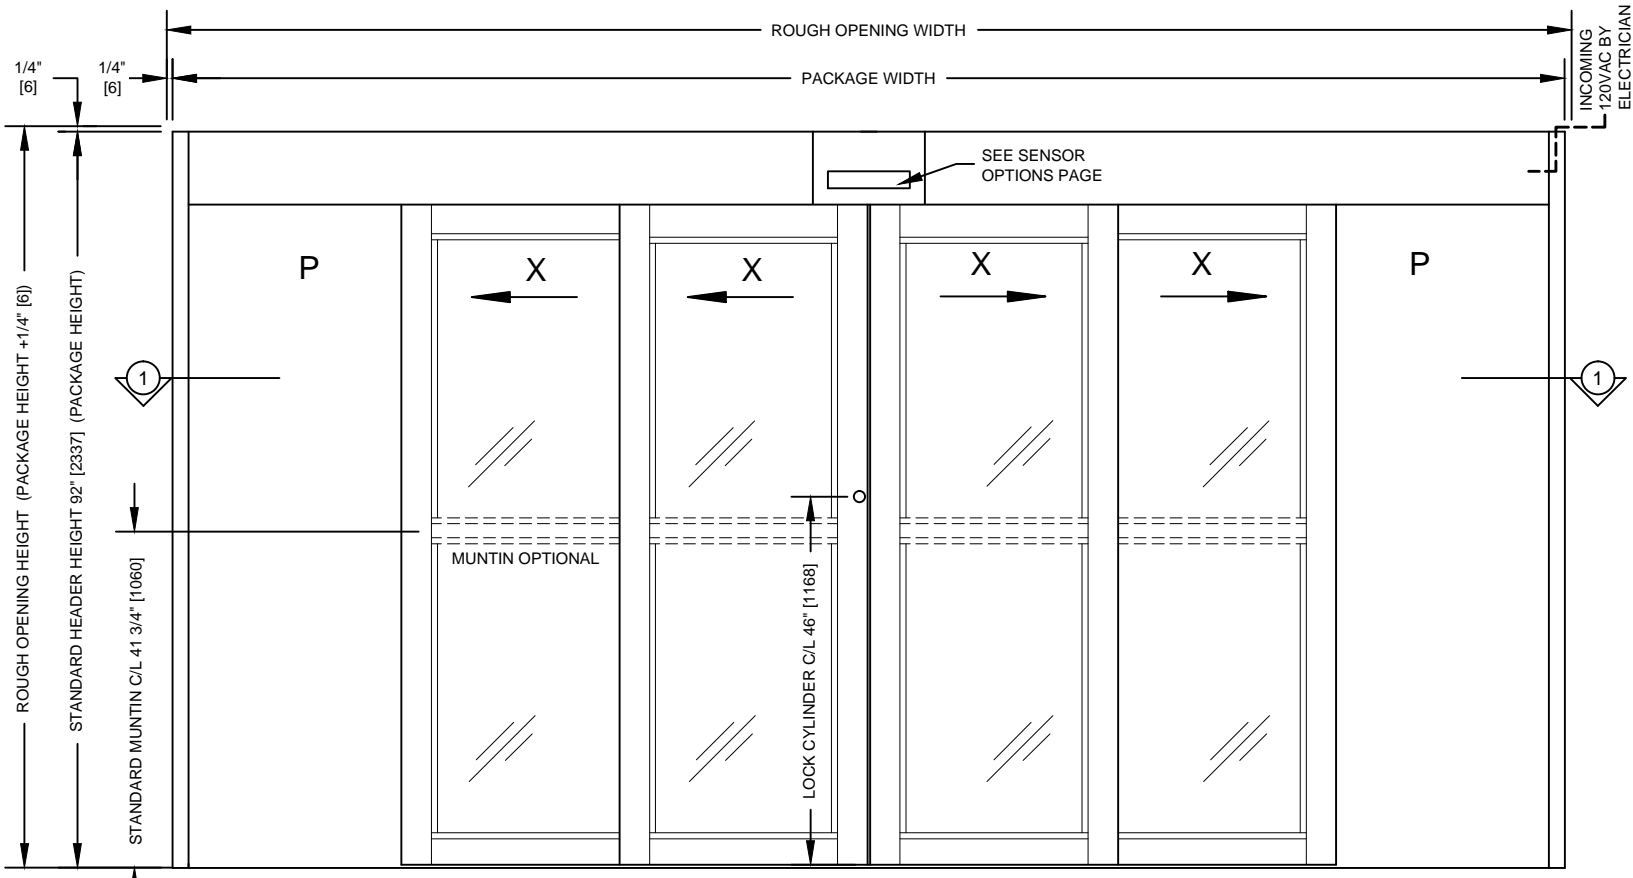 ROUGH OPENING WIDTH
PACKAGE WIDTH
1/4"
[6]
1/4"
[6]
INCOMING
120VAC BY
ELECTRICIAN
SEE SENSOR
OPTIONS PAGE
P
X
X
X
X
P
1
1
ROUGH OPENING HEIGHT (PACKAGE HEIGHT +1/4" [6])
STANDARD HEADER HEIGHT 92" [2337] (PACKAGE HEIGHT)
STANDARD MUNTIN C/L 41 3/4" [1060]
MUNTIN OPTIONAL
LOCK CYLINDER C/L 46" [1168]